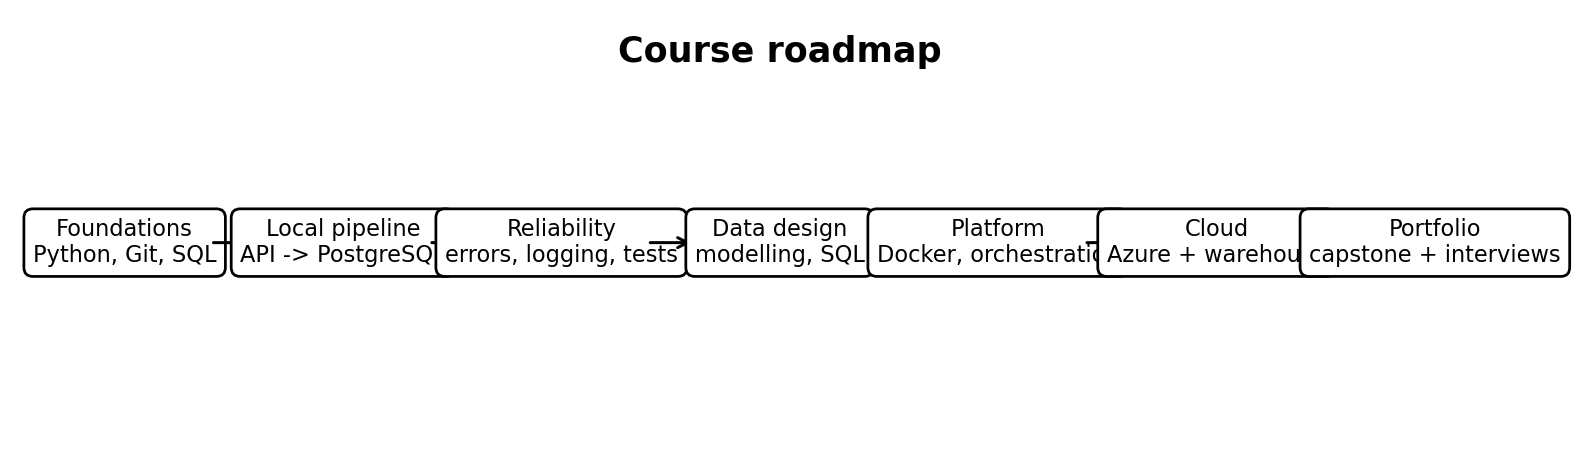 Course roadmap
Foundations
Python, Git, SQL
Local pipeline
API -> PostgreSQ
Reliability
errors, logging, tests
Data design
modelling, SQL
Platform
Docker, orchestratio
Cloud
Azure + warehou
Portfolio
capstone + interviews